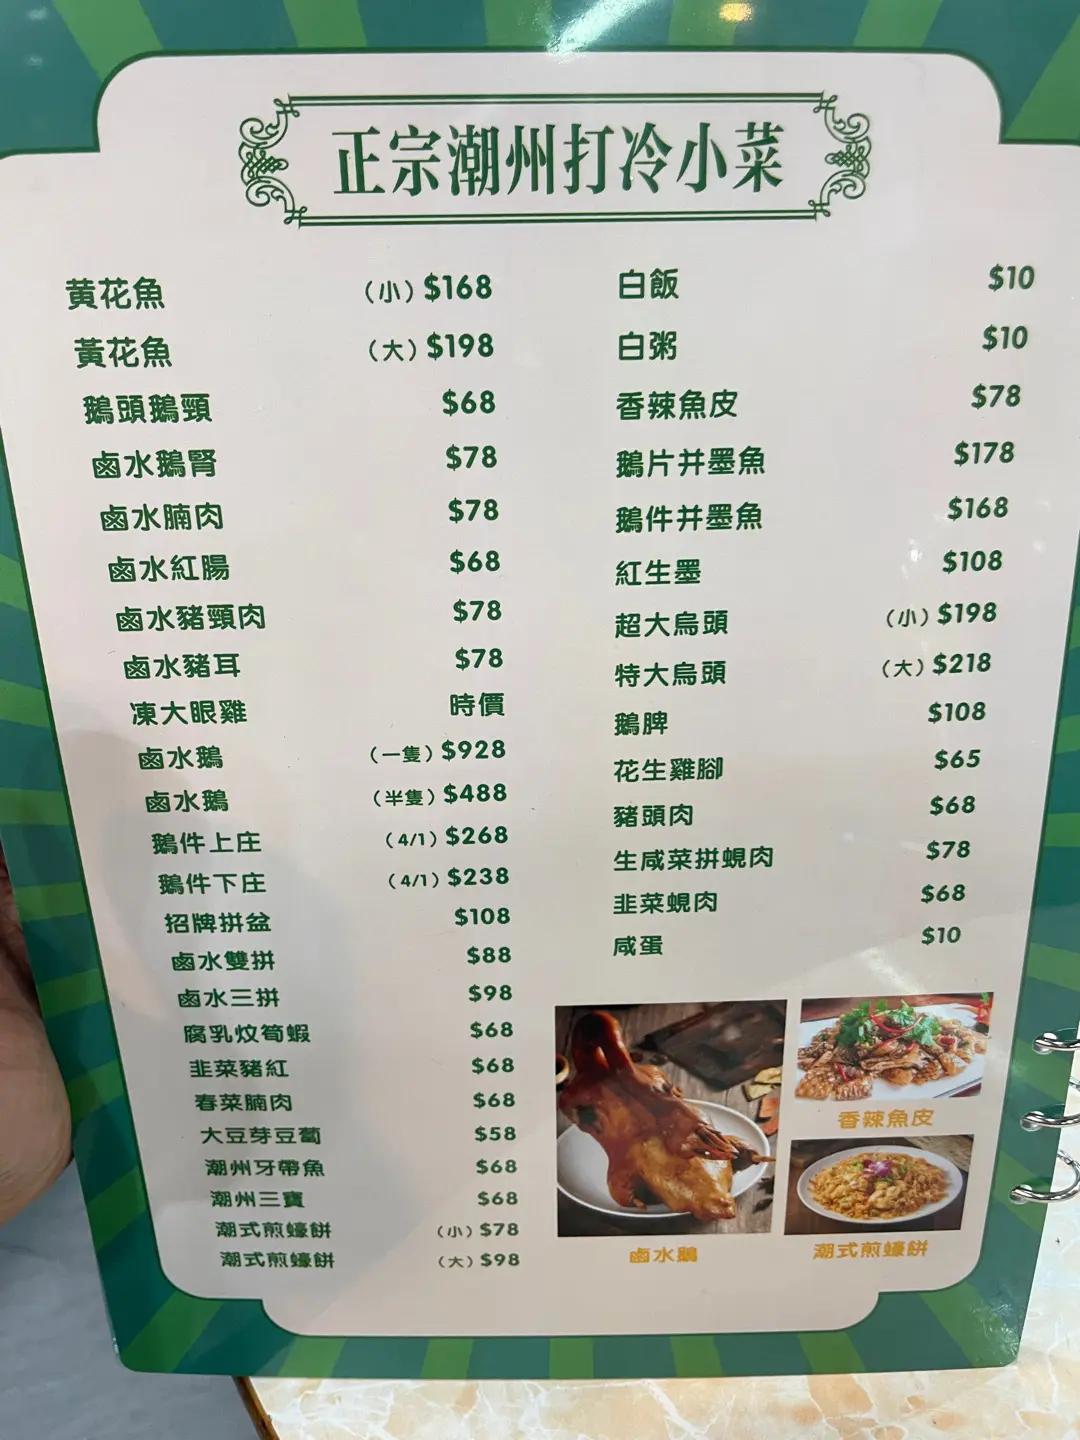 正宗潮州打冷小菜
黄花魚 (小) $168
黃花魚 (大) $198
鵝頭鵝頸 $68
鹵水鵝腎 $78
鹵水腩肉 $78
鹵水紅腸 $68
鹵水豬頸肉 $78
鹵水豬耳 $78
凍大眼雞 時價
鹵水鵝 (一隻) $928
鹵水鵝 (半隻) $488
鵝件上庄 (4/1) $268
鵝件下庄 (4/1) $238
招牌拼盆 $108
鹵水雙拼 $88
鹵水三拼 $98
腐乳炆筍蝦 $68
韭菜豬紅 $68
春菜腩肉 $68
大豆芽豆蔔 $58
潮州牙帶魚 $68
潮州三寶 $68
潮式煎蠔餅 (小) $78
潮式煎蠔餅 (大) $98
白飯 $10
白粥 $10
香辣魚皮 $78
鵝片并墨魚 $178
鵝件并墨魚 $168
紅生墨 $108
超大烏頭 (小) $198
特大烏頭 (大) $218
鵝脾 $108
花生雞腳 $65
豬頭肉 $68
生咸菜拼蜆肉 $78
韭菜蜆肉 $68
咸蛋 $10
香辣魚皮
鹵水鵝
潮式煎蠔餅